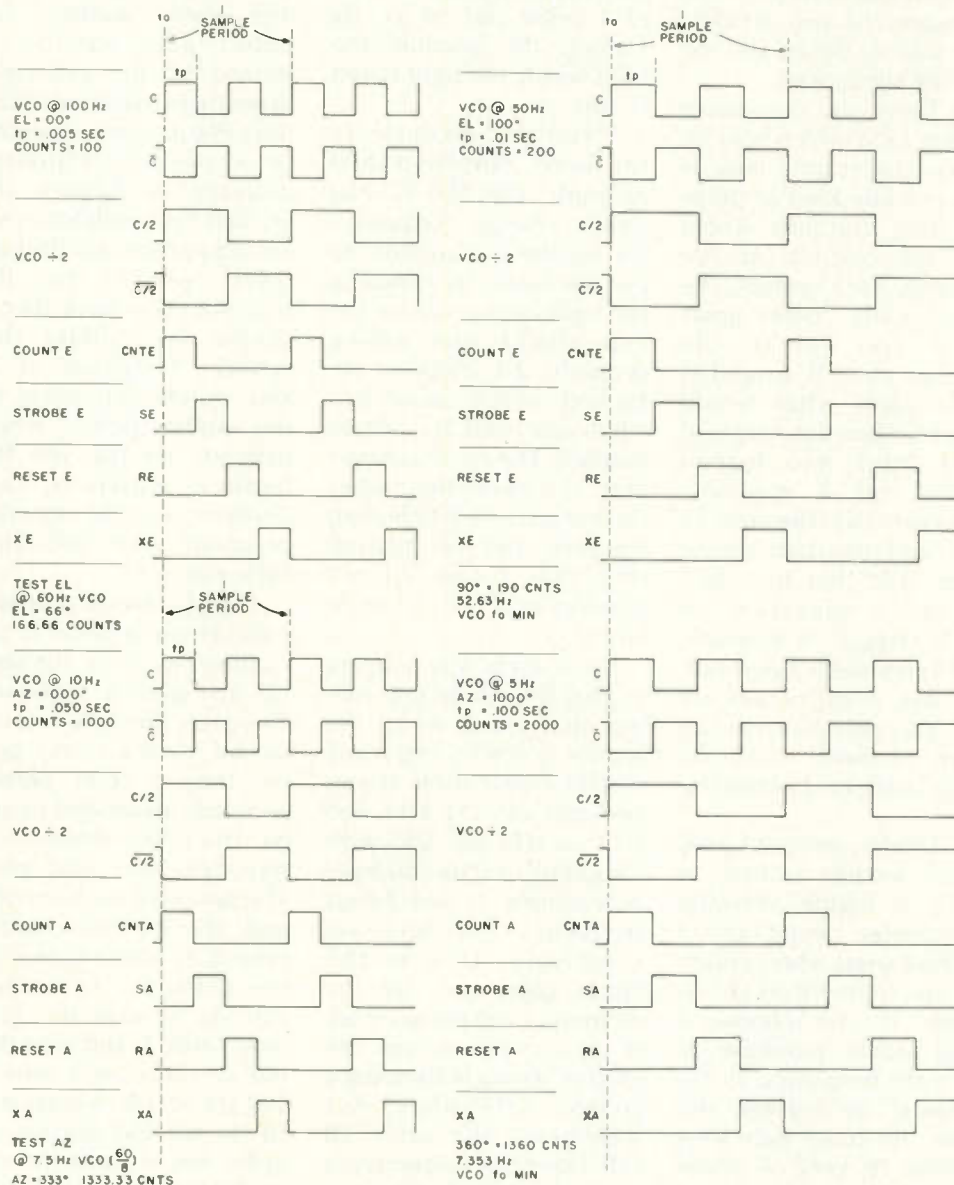 to
1
SAMPLE
PERIOD
tp
VCO @ 100 Hz
EL = 00°
tp = .005 SEC
COUNTS = 100
C
C̅
C/2
VCO ÷ 2
C̅/̅2̅
COUNT E CNTE
STROBE E SE
RESET E RE
XE XE
TEST EL
@ 60Hz VCO
EL = 66°
166.66 COUNTS
1
SAMPLE
PERIOD
tp
VCO @ 10Hz
AZ = 000°
tp = .050 SEC
COUNTS = 1000
C
C̅
C/2
VCO ÷ 2
C̅/̅2̅
COUNT A CNTA
STROBE A SA
RESET A RA
XA XA
TEST AZ
@ 7.5Hz VCO (60/8)
AZ = 333° 1333.33 CNTS
to
1
SAMPLE
PERIOD
tp
VCO @ 50Hz
EL = 100°
tp = .01 SEC
COUNTS = 200
C
C̅
C/2
VCO ÷ 2
C̅/̅2̅
COUNT E CNTE
STROBE E SE
RESET E RE
XE XE
90° = 190 CNTS
52.63 Hz
VCO fo MIN
VCO @ 5Hz
AZ = 1000°
tp = .100 SEC
COUNTS = 2000
C
C̅
C/2
VCO ÷ 2
C̅/̅2̅
COUNT A CNTA
STROBE A SA
RESET A RA
XA XA
360° = 1360 CNTS
7.353 Hz
VCO fo MIN